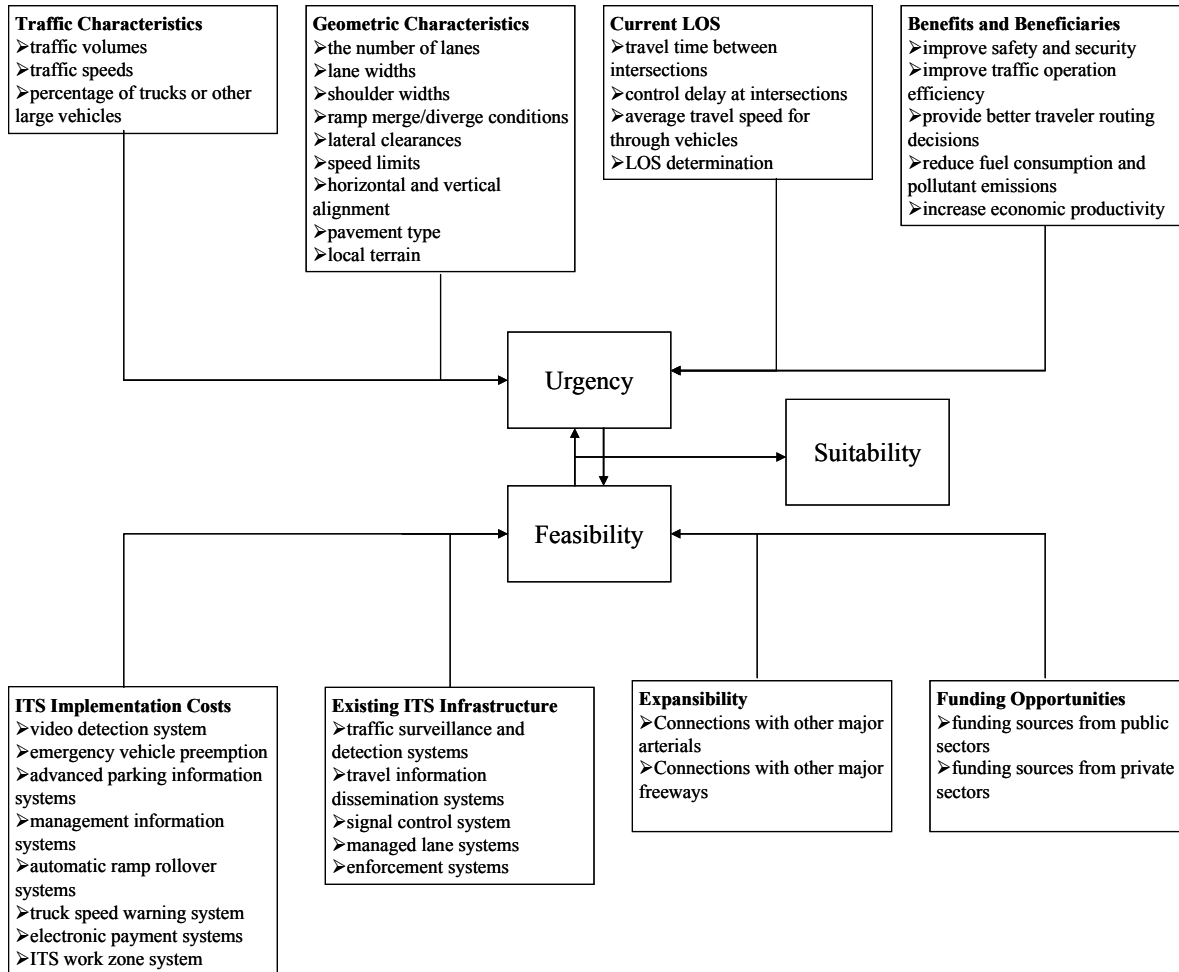 Traffic Characteristics
➢traffic volumes
➢traffic speeds
➢percentage of trucks or other
large vehicles
Geometric Characteristics
➢the number of lanes
➢lane widths
➢shoulder widths
➢ramp merge/diverge conditions
➢lateral clearances
➢speed limits
➢horizontal and vertical
alignment
➢pavement type
➢local terrain
Current LOS
➢travel time between
intersections
➢control delay at intersections
➢average travel speed for
through vehicles
➢LOS determination
Benefits and Beneficiaries
➢improve safety and security
➢improve traffic operation
efficiency
➢provide better traveler routing
decisions
➢reduce fuel consumption and
pollutant emissions
➢increase economic productivity
Urgency
Suitability
Feasibility
ITS Implementation Costs
➢video detection system
➢emergency vehicle preemption
➢advanced parking information
systems
➢management information
systems
➢automatic ramp rollover
systems
➢truck speed warning system
➢electronic payment systems
➢ITS work zone system
Existing ITS Infrastructure
➢traffic surveillance and
detection systems
➢travel information
dissemination systems
➢signal control system
➢managed lane systems
➢enforcement systems
Expansibility
➢Connections with other major
arterials
➢Connections with other major
freeways
Funding Opportunities
➢funding sources from public
sectors
➢funding sources from private
sectors